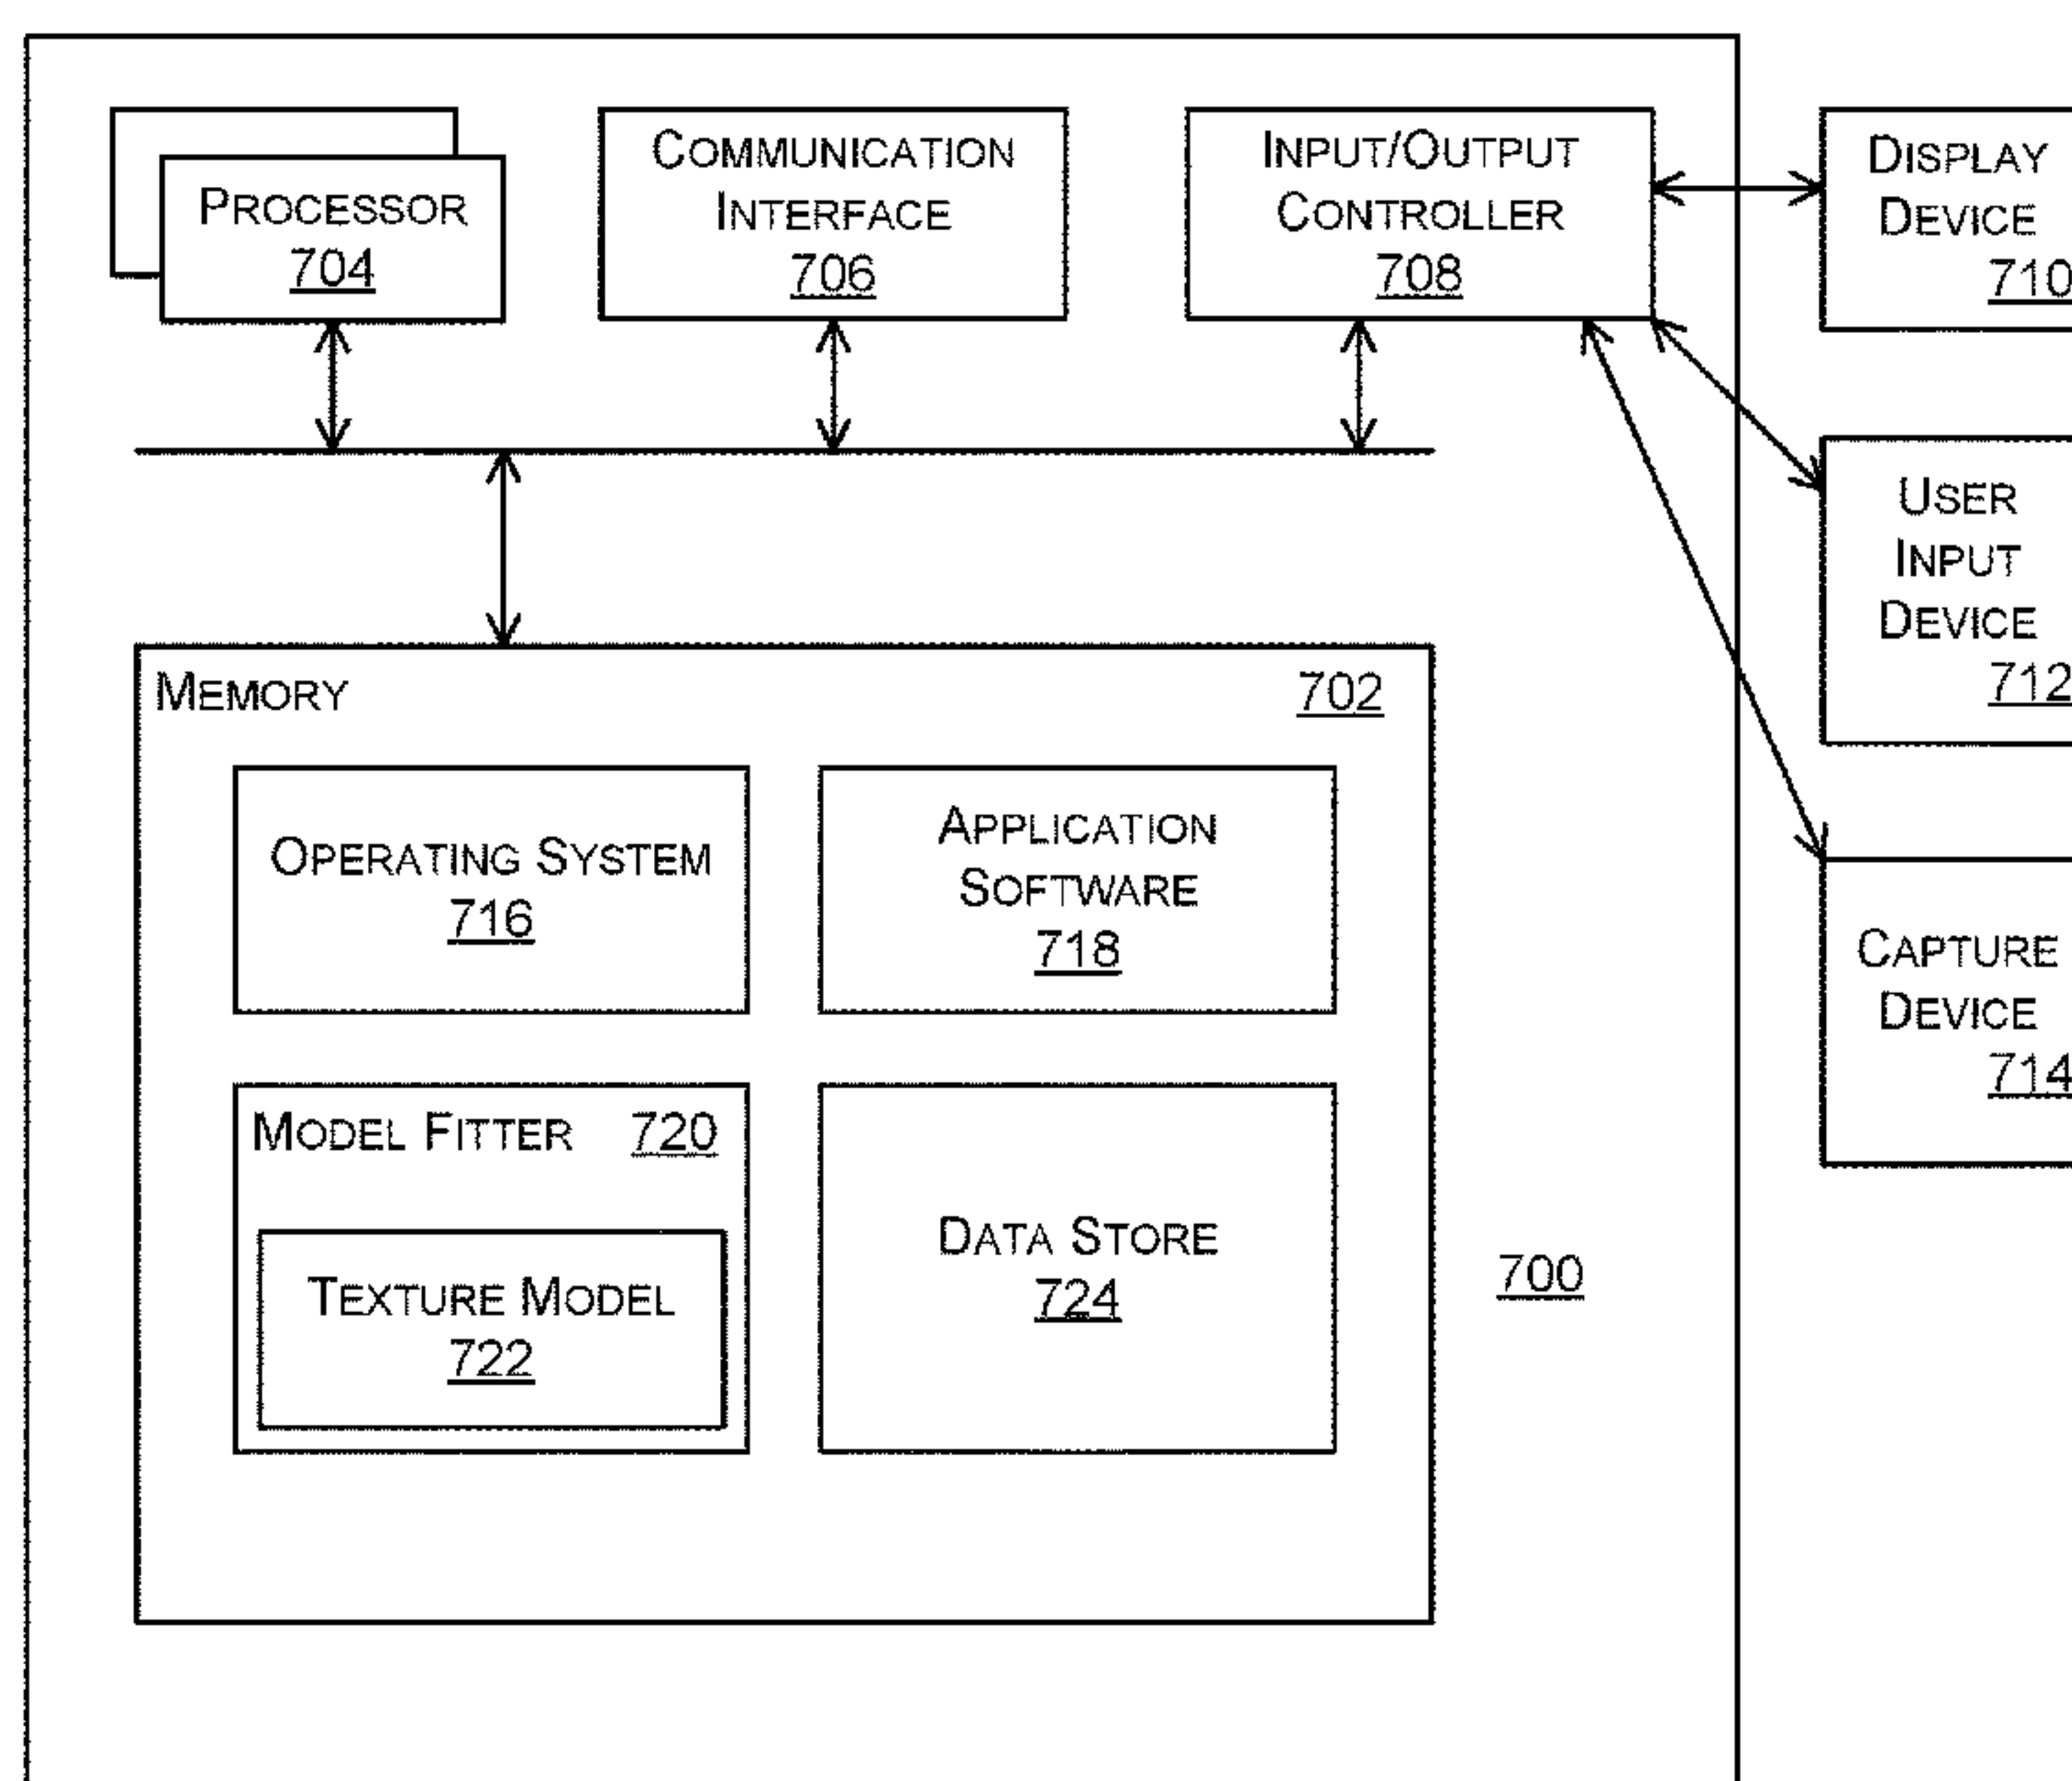 PROCESSOR
704
COMMUNICATION
INTERFACE
706
INPUT/OUTPUT
CONTROLLER
708
DISPLAY
DEVICE
710
USER
INPUT
DEVICE
712
CAPTURE
DEVICE
714
MEMORY 702
OPERATING SYSTEM
716
APPLICATION
SOFTWARE
718
MODEL FITTER 720
TEXTURE MODEL
722
DATA STORE
724
700